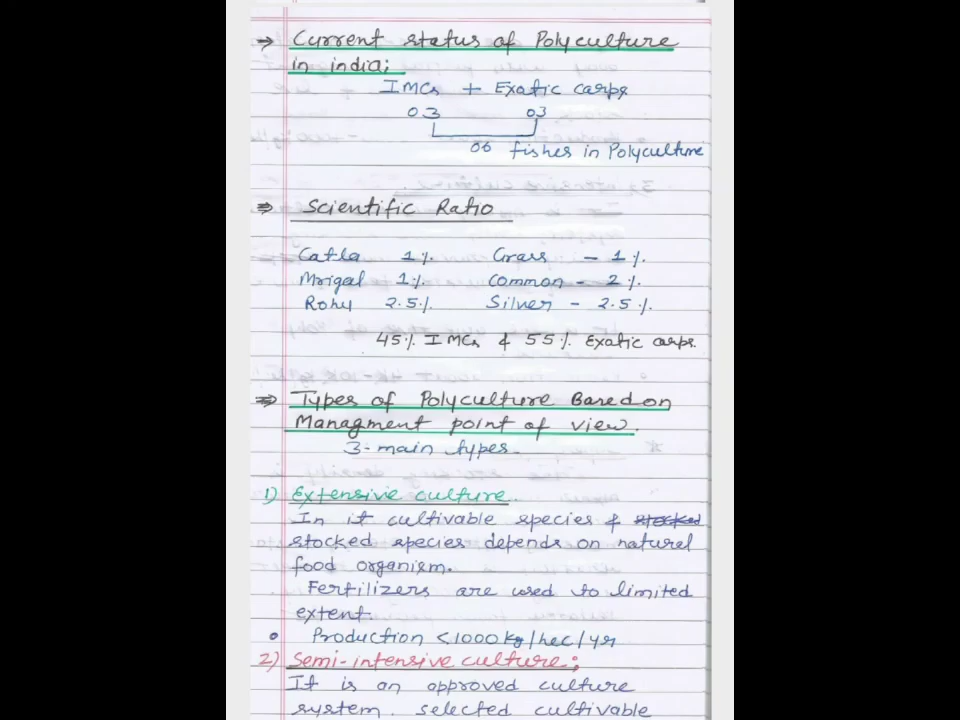 → Current status of Polyculture
in india;
IMCs + Exatic carps
03 03
06 fishes in Polyculture
⇒ Scientific Ratio
Catla 1% Grass – 1%.
Mrigal 1% Common – 2%.
Rohu 2.5% Silver – 2.5%.
45% IMCs & 55% Exatic carps.
⇒ Types of Polyculture Based on
Managment point of view.
3-main types.
1) Extensive culture.
In it cultivable species & stocked
stocked species depends on naturel
food organism.
Fertilizers are used to limited
extent.
• Production <1000 kg/hec/yr
2) Semi-intensive culture;
It is an approved culture
system. selected cultivable